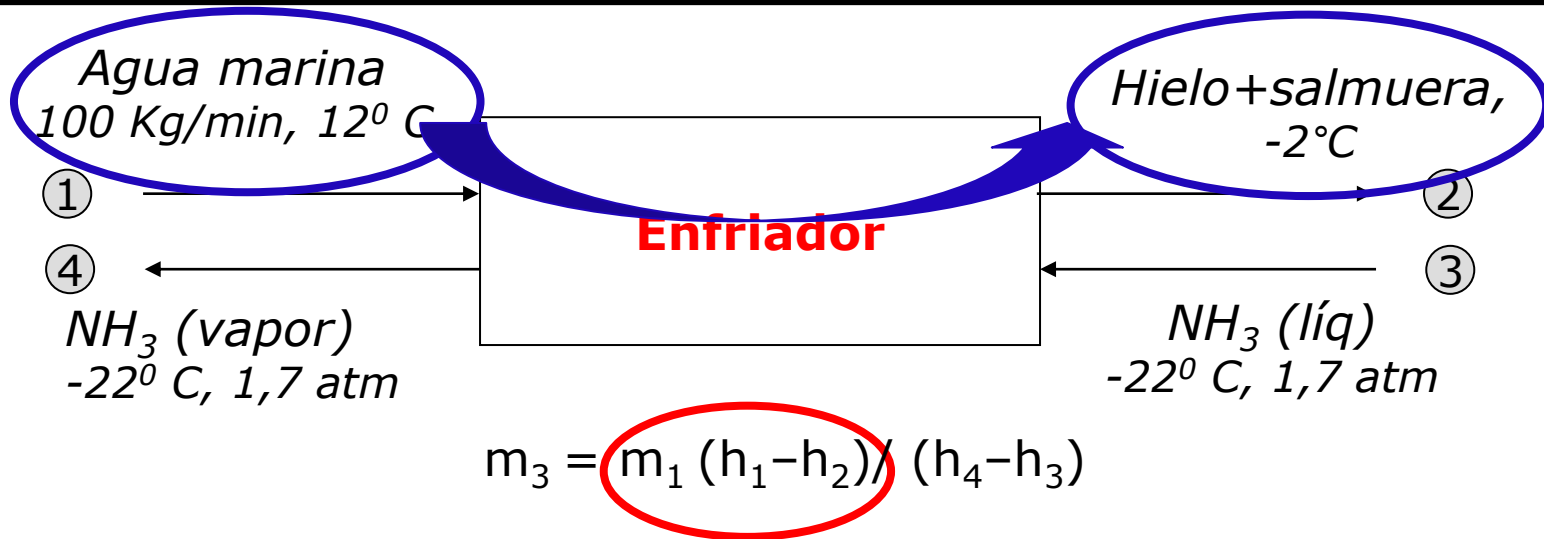 Agua marina
100 Kg/min, 12⁰ C
Hielo+salmuera,
-2°C
1
2
Enfriador
4
3
NH₃ (vapor)
-22⁰ C, 1,7 atm
NH₃ (líq)
-22⁰ C, 1,7 atm
m₃ = m₁ (h₁–h₂)/ (h₄–h₃)